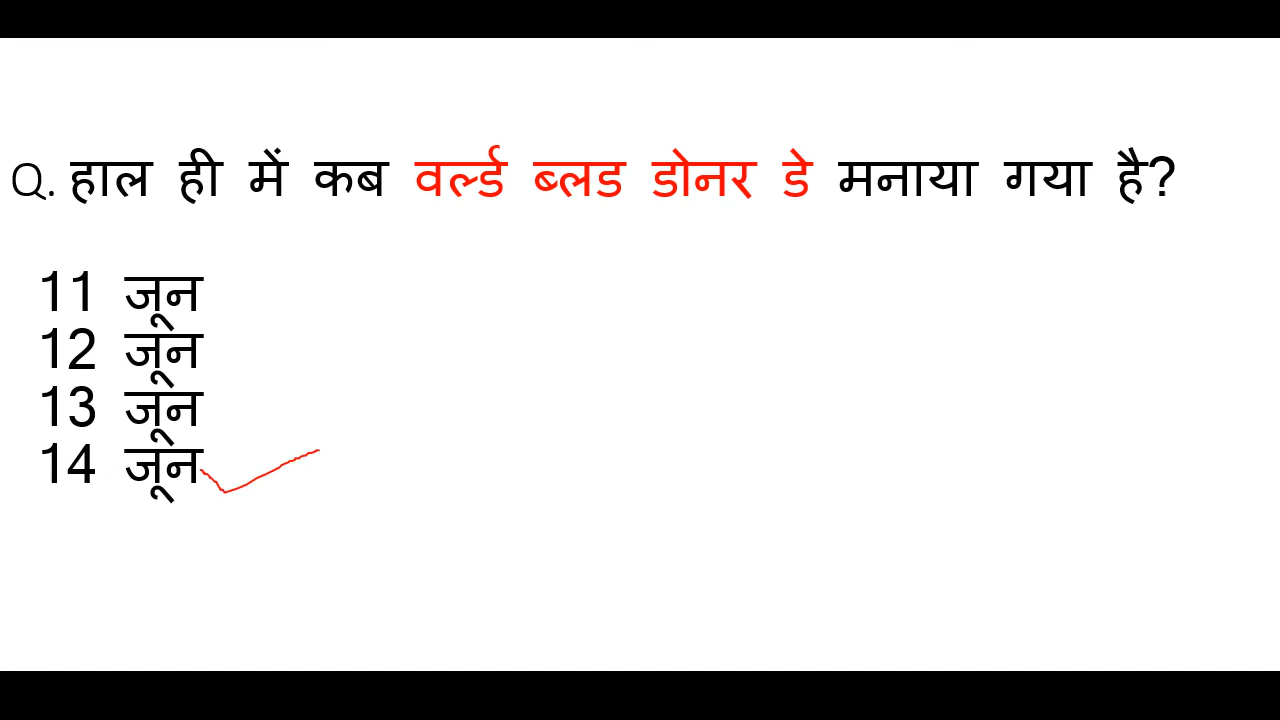 Q. हाल ही में कब वर्ल्ड ब्लड डोनर डे मनाया गया है?
11 जून
12 जून
13 जून
14 जून